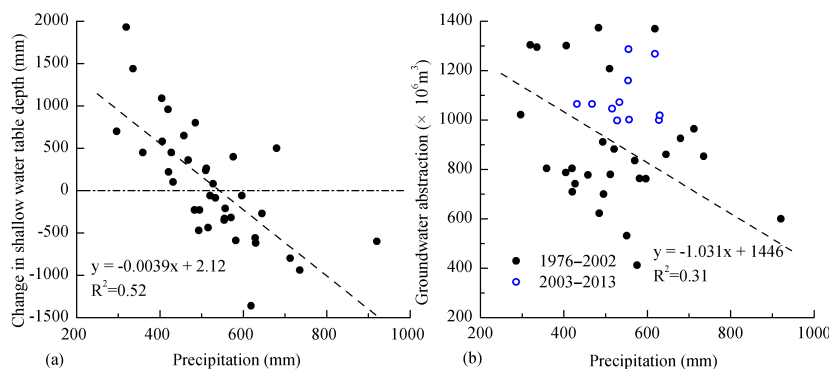 Change in shallow water table depth (mm)
2000
1500
1000
500
0
-500
-1000
-1500
y = -0.0039x + 2.12
R²=0.52
200
400
600
800
1000
(a)
Precipitation (mm)
Groundwater abstraction (× 10⁶m³)
1400
1200
1000
800
600
400
200
1976−2002
2003−2013
y = -1.031x + 1446
R²=0.31
200
400
600
800
1000
(b)
Precipitation (mm)